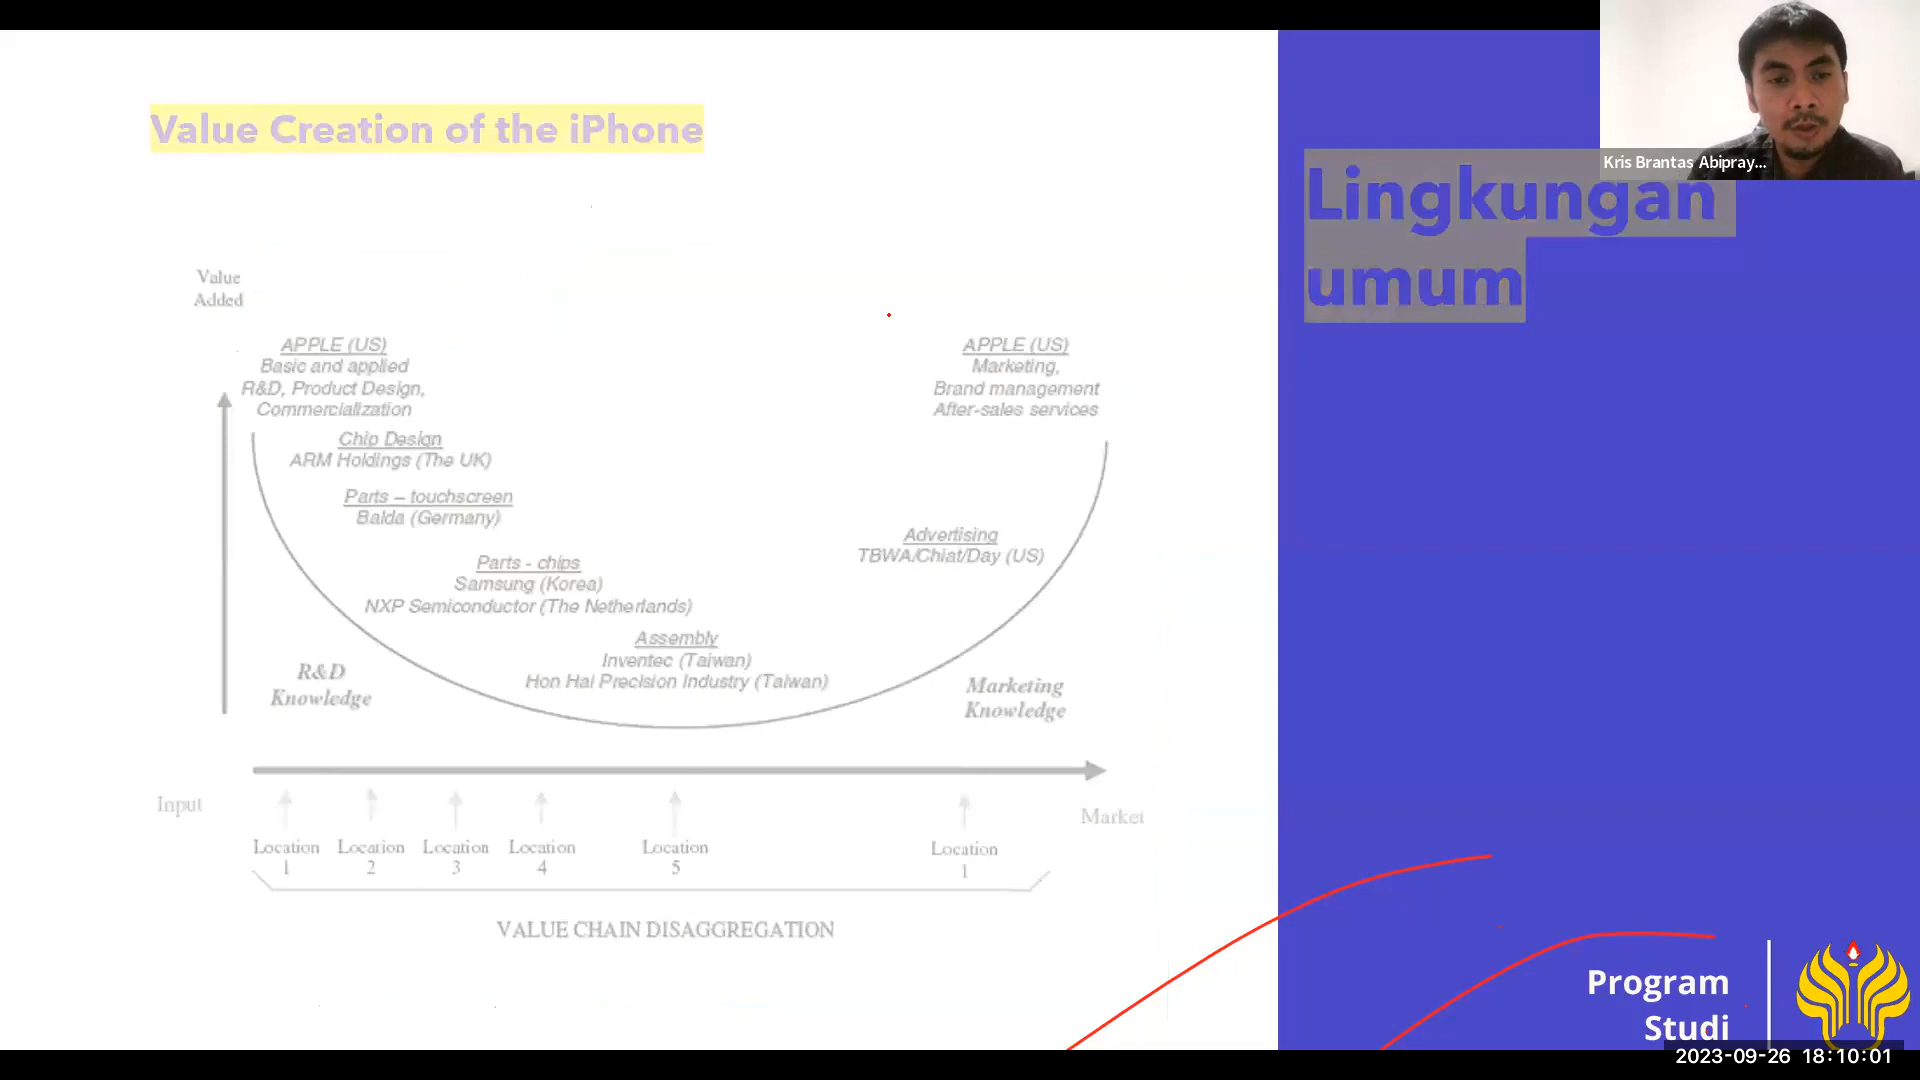 Value Creation of the iPhone
Kris Brantas Abipray...
Lingkungan
umum
Value
Added
APPLE (US)
Basic and applied
R&D, Product Design,
Commercialization
APPLE (US)
Marketing,
Brand management
After-sales services
Chip Design
ARM Holdings (The UK)
Parts – touchscreen
Balda (Germany)
Advertising
TBWA/Chiat/Day (US)
Parts - chips
Samsung (Korea)
NXP Semiconductor (The Netherlands)
Assembly
Inventec (Taiwan)
Hon Hai Precision Industry (Taiwan)
R&D
Knowledge
Marketing
Knowledge
Input
Market
Location
1
Location
2
Location
3
Location
4
Location
5
Location
1
VALUE CHAIN DISAGGREGATION
Program
Studi
2023-09-26 18:10:01